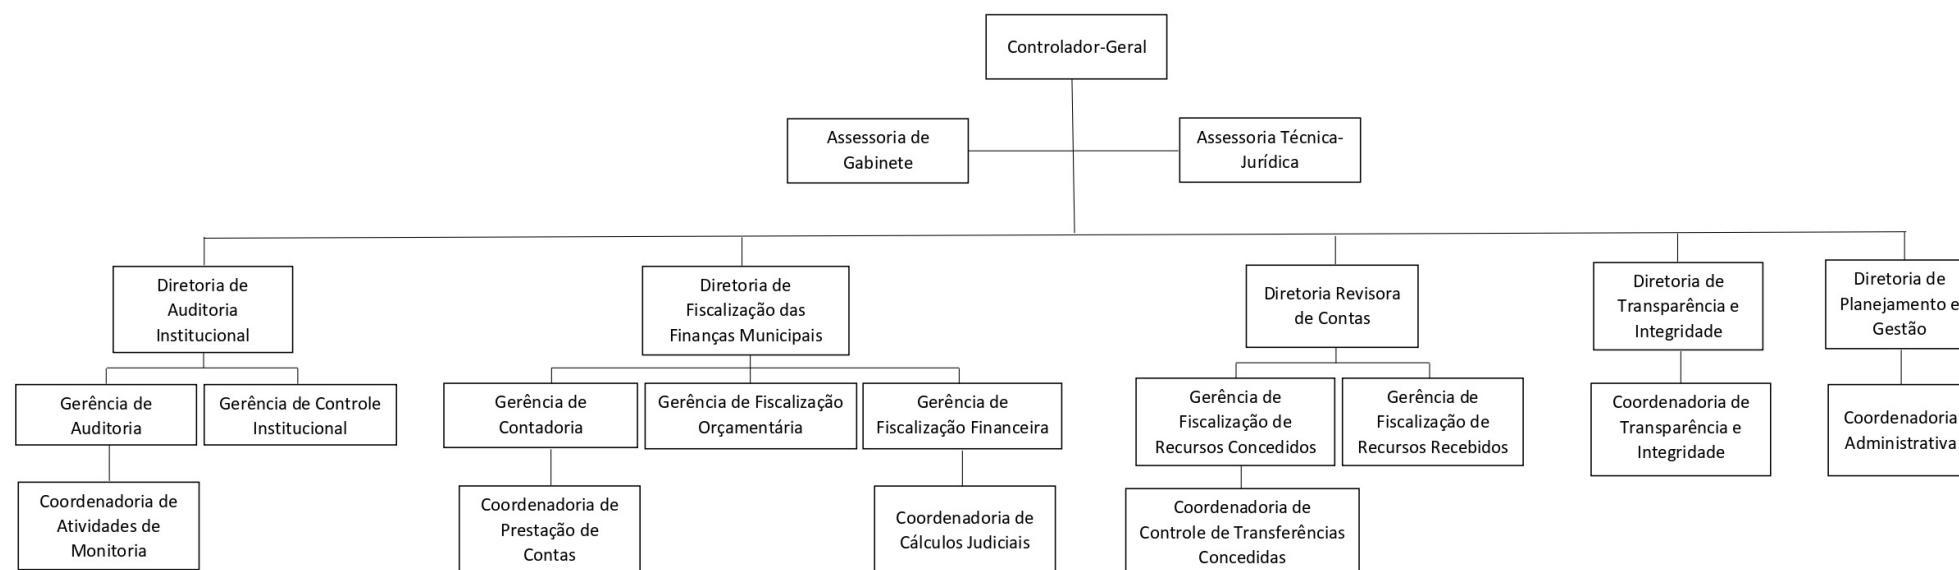 Controlador-Geral
Assessoria de
Gabinete
Assessoria Técnica-
Jurídica
Diretoria de
Auditoria
Institucional
Diretoria de
Fiscalização das
Finanças Municipais
Diretoria Revisora
de Contas
Diretoria de
Transparência e
Integridade
Diretoria de
Planejamento e
Gestão
Gerência de
Auditoria
Gerência de Controle
Institucional
Gerência de
Contadoria
Gerência de Fiscalização
Orçamentária
Gerência de
Fiscalização Financeira
Gerência de
Fiscalização de
Recursos Concedidos
Gerência de
Fiscalização de
Recursos Recebidos
Coordenadoria de
Transparência e
Integridade
Coordenadoria
Administrativa
Coordenadoria de
Atividades de
Monitoria
Coordenadoria de
Prestação de
Contas
Coordenadoria de
Cálculos Judiciais
Coordenadoria de
Controle de Transferências
Concedidas